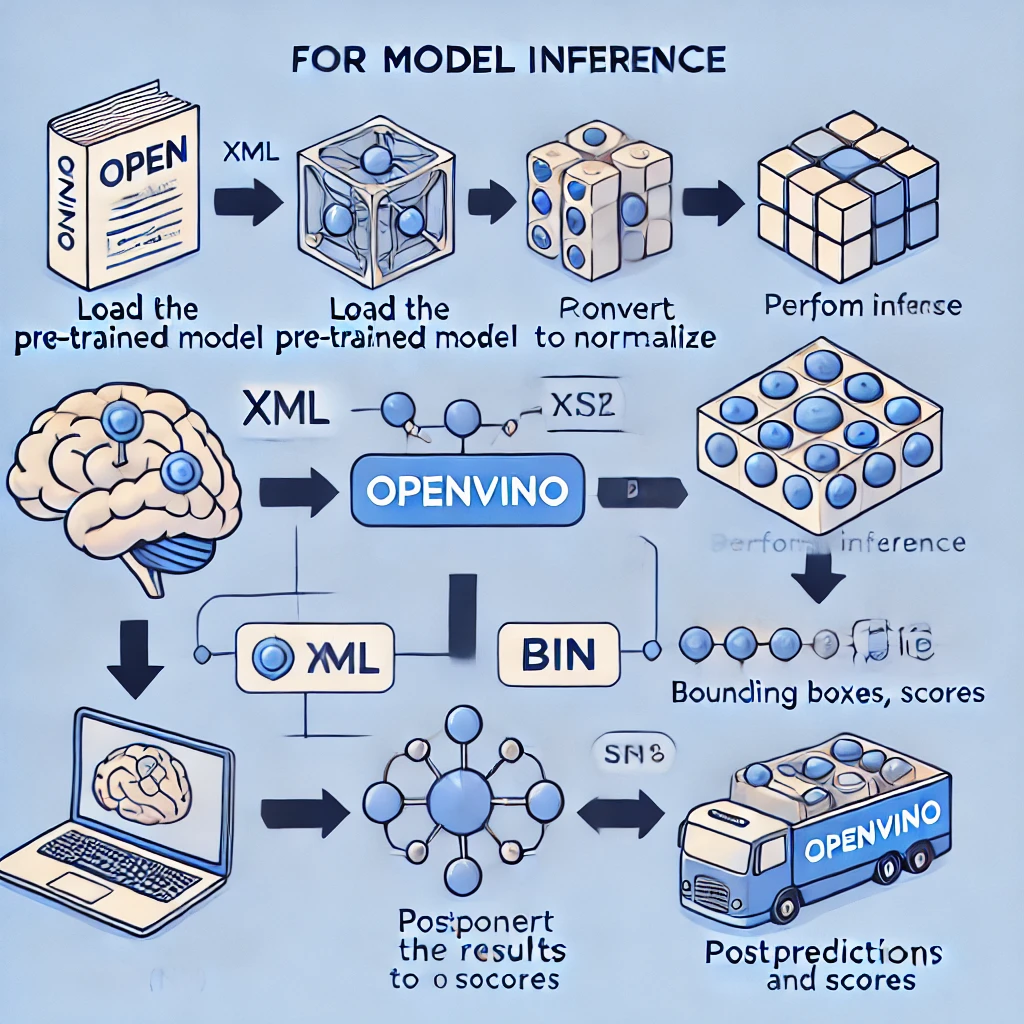 FOR MODEL INFERENCE
ONINO
OPEN
XML
Load the
pre-trained model
Load the
pre-trained model
Ronvert
to normalize
Perfom infense
XML
XS2
OPENVINO
inference
XML
BIN
Bounding boxes, scores
SNS
OPENVINO
Postponert
the results
to o socores
Postpredictions
and scores